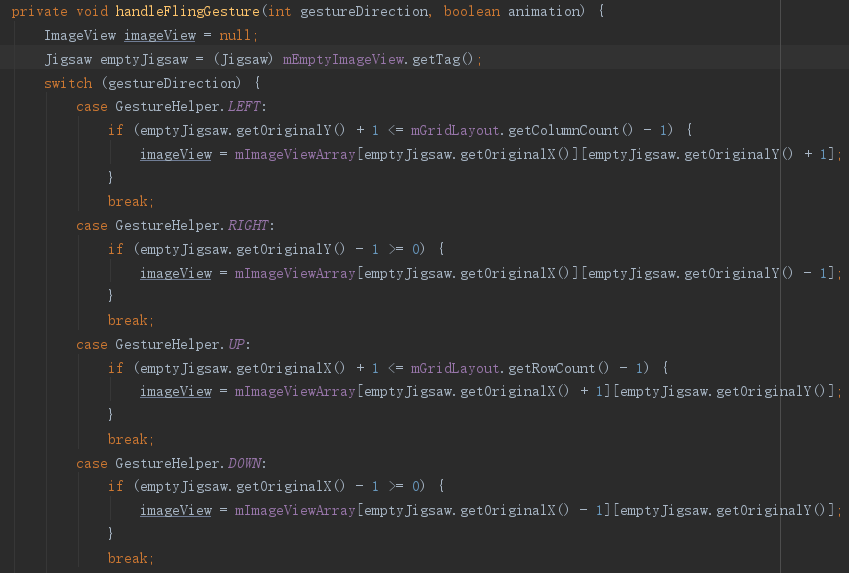 private void handleFlingGesture(int gestureDirection, boolean animation) {
    ImageView imageView = null;
    Jigsaw emptyJigsaw = (Jigsaw) mEmptyImageView.getTag();
    switch (gestureDirection) {
        case GestureHelper.LEFT:
            if (emptyJigsaw.getOriginalY() + 1 <= mGridLayout.getColumnCount() - 1) {
                imageView = mImageViewArray[emptyJigsaw.getOriginalX()][emptyJigsaw.getOriginalY() + 1];
            }
            break;
        case GestureHelper.RIGHT:
            if (emptyJigsaw.getOriginalY() - 1 >= 0) {
                imageView = mImageViewArray[emptyJigsaw.getOriginalX()][emptyJigsaw.getOriginalY() - 1];
            }
            break;
        case GestureHelper.UP:
            if (emptyJigsaw.getOriginalX() + 1 <= mGridLayout.getRowCount() - 1) {
                imageView = mImageViewArray[emptyJigsaw.getOriginalX() + 1][emptyJigsaw.getOriginalY()];
            }
            break;
        case GestureHelper.DOWN:
            if (emptyJigsaw.getOriginalX() - 1 >= 0) {
                imageView = mImageViewArray[emptyJigsaw.getOriginalX() - 1][emptyJigsaw.getOriginalY()];
            }
            break;